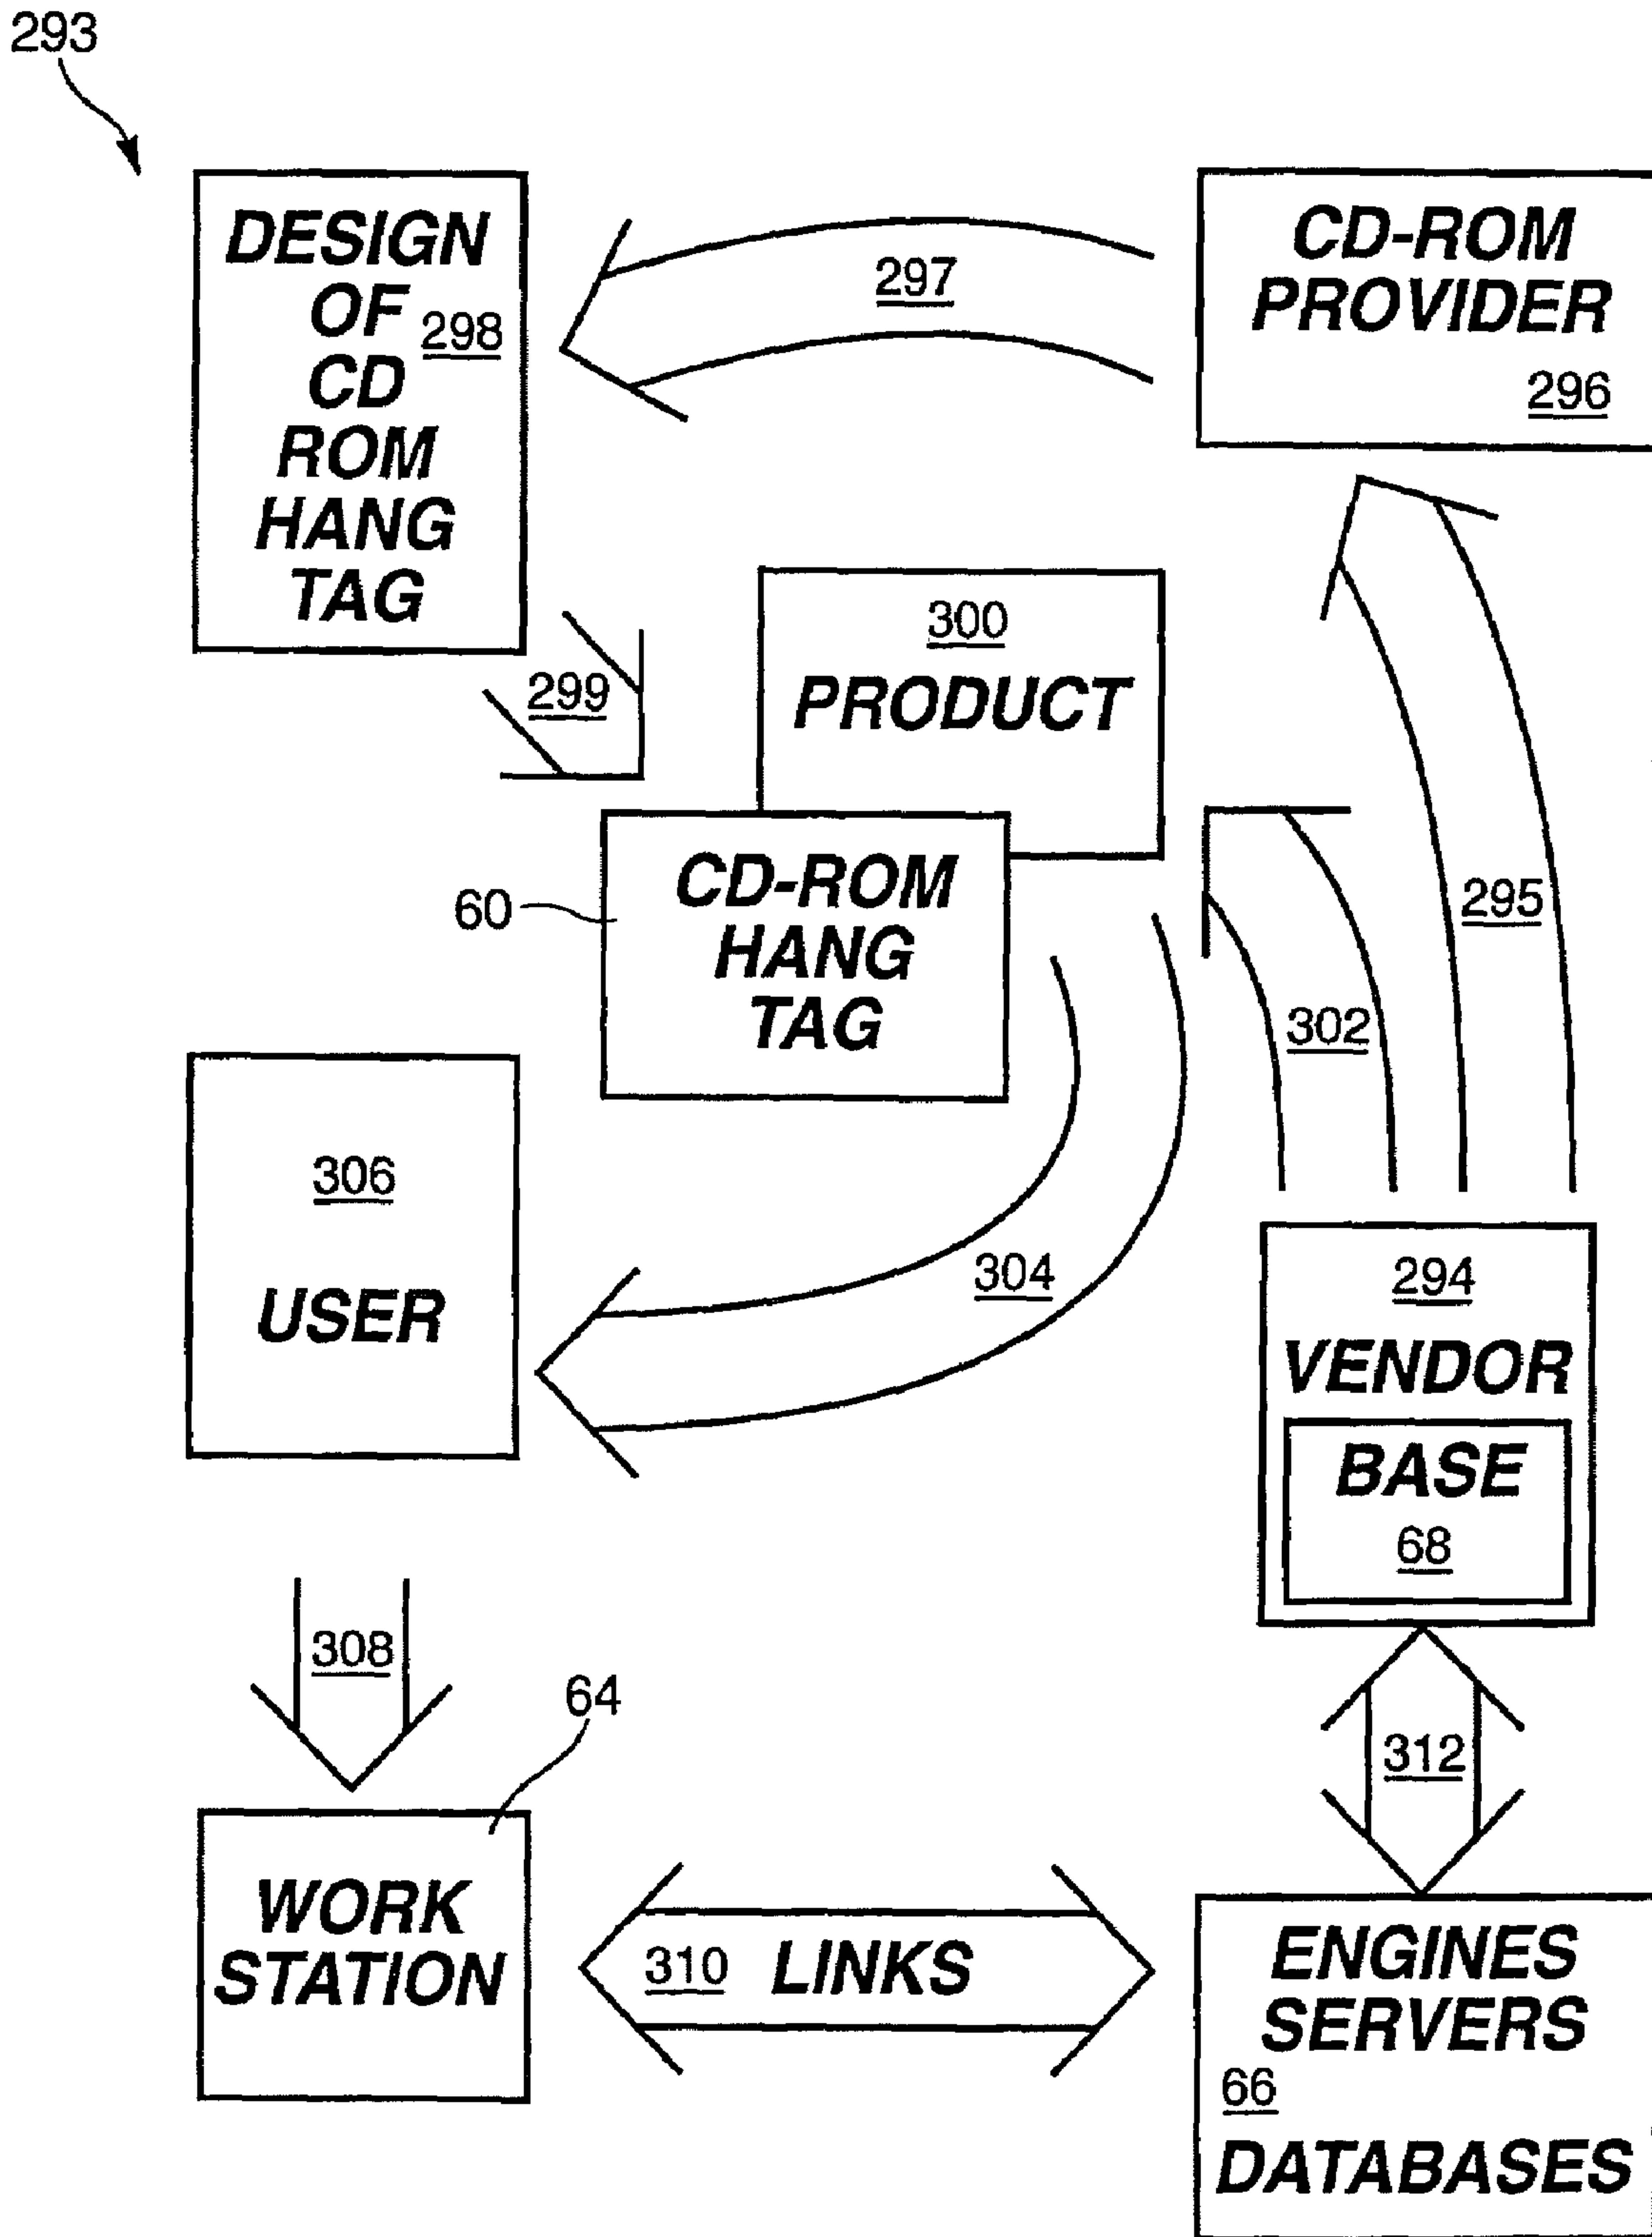 293
DESIGN
OF
298
CD
ROM
HANG
TAG
297
CD-ROM
PROVIDER
296
299
300
PRODUCT
60
CD-ROM
HANG
TAG
295
302
304
306
USER
294
VENDOR
BASE
68
308
64
312
WORK
STATION
310 LINKS
ENGINES
SERVERS
66
DATABASES